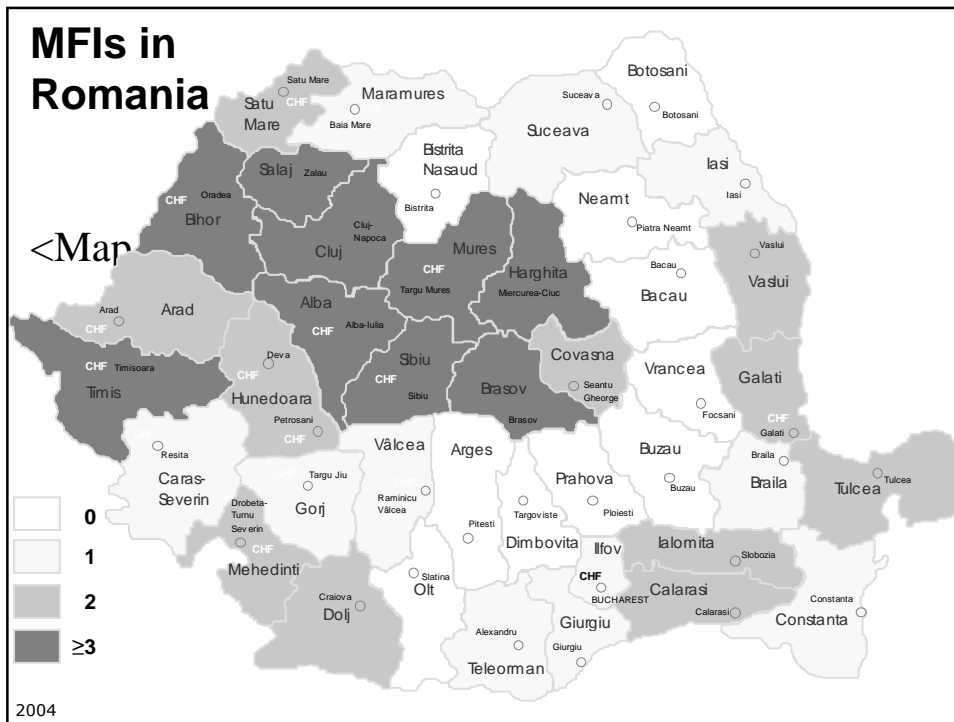 MFIs in
Romania
<Map
Satu Mare
CHF
Satu
Mare
Maramures
CHF
Baia Mare
Suceava
Suceava
Botosani
Botosani
Salaj
Zalau
Bistrita
Nasaud
Bistrita
Iasi
Iasi
Neamt
Piatra Neamt
CHF
Oradea
Bihor
Cluj-
Napoca
Cluj
Mures
CHF
Targu Mures
Harghita
Miercurea-Ciuc
Bacau
Bacau
Vaslui
Vaslui
Arad
Arad
CHF
Alba
CHF
Alba-Iulia
CHF
Timisoara
Timis
Deva
CHF
Hunedoara
Petrosani
CHF
Sibiu
CHF
Sibiu
Brasov
Brasov
Covasna
Seantu
Gheorge
Vrancea
Focsani
Galati
CHF
Galati
CHF
Resita
Caras-
Severin
CHF
Targu Jiu
Gorj
Vâlcea
CHF
Raminicu
Vâlcea
Arges
Pitesti
Targoviste
Dimbovita
Prahova
Ploiesti
Buzau
Buzau
Braila
Braila
Tulcea
Tulcea
Drobeta-
Turnu
Severin
CHF
Mehedinti
Craiova
Dolj
Slatina
Olt
Ilfov
CHF
BUCHAREST
Ialomita
Slobozia
Calarasi
Calarasi
Constanta
Constanta
Alexandru
Teleorman
Giurgiu
Giurgiu
0
1
2
≥3
2004